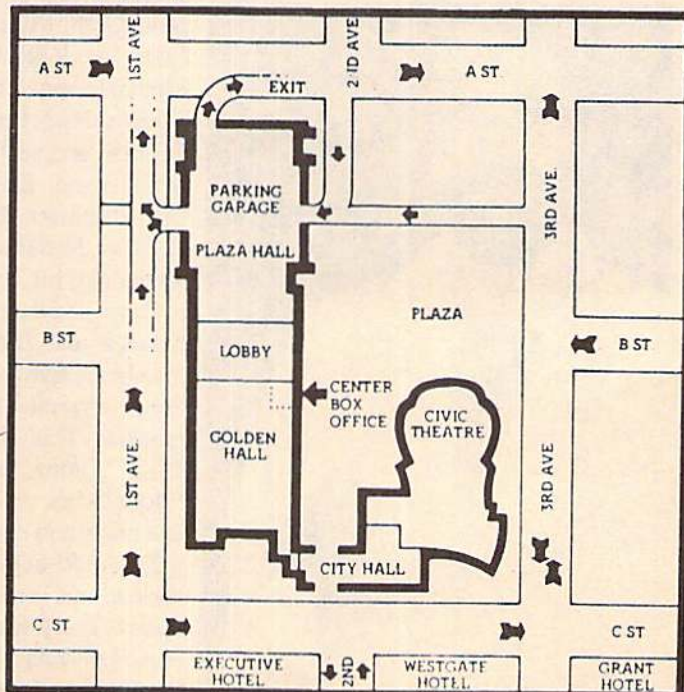 1ST AVE.
2ND AVE.
A ST
A ST.
EXIT
PARKING
GARAGE
3RD AVE.
PLAZA HALL
PLAZA
B ST.
B ST.
LOBBY
CENTER
BOX
OFFICE
CIVIC
THEATRE
GOLDEN
HALL
1ST AVE.
3RD AVE.
CITY HALL
C ST
C ST
EXECUTIVE
HOTEL
2ND
WESTGATE
HOTEL
GRANT
HOTEL